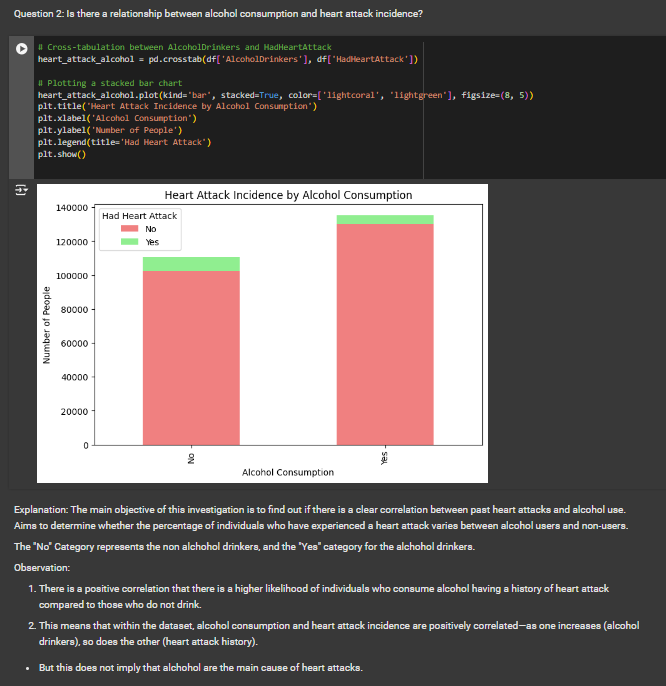 Question 2: Is there a relationship between alcohol consumption and heart attack incidence?
# Cross-tabulation between AlcoholDrinkers and HadHeartAttack
heart_attack_alcohol = pd.crosstab(df['AlcoholDrinkers'], df['HadHeartAttack'])
# Plotting a stacked bar chart
heart_attack_alcohol.plot(kind='bar', stacked=True, color=['lightcoral', 'lightgreen'], figsize=(8, 5))
plt.title('Heart Attack Incidence by Alcohol Consumption')
plt.xlabel('Alcohol Consumption')
plt.ylabel('Number of People')
plt.legend(title='Had Heart Attack')
plt.show()
Heart Attack Incidence by Alcohol Consumption
140000
120000
100000
80000
60000
40000
20000
0
Number of People
Had Heart Attack
No
Yes
No
Yes
Alcohol Consumption
Explanation: The main objective of this investigation is to find out if there is a clear correlation between past heart attacks and alcohol use.
Aims to determine whether the percentage of individuals who have experienced a heart attack varies between alcohol users and non-users.
The "No" Category represents the non alchohol drinkers, and the "Yes" category for the alchohol drinkers.
Observation:
1. There is a positive correlation that there is a higher likelihood of individuals who consume alcohol having a history of heart attack
compared to those who do not drink.
2. This means that within the dataset, alcohol consumption and heart attack incidence are positively correlated—as one increases (alcohol
drinkers), so does the other (heart attack history).
• But this does not imply that alchohol are the main cause of heart attacks.